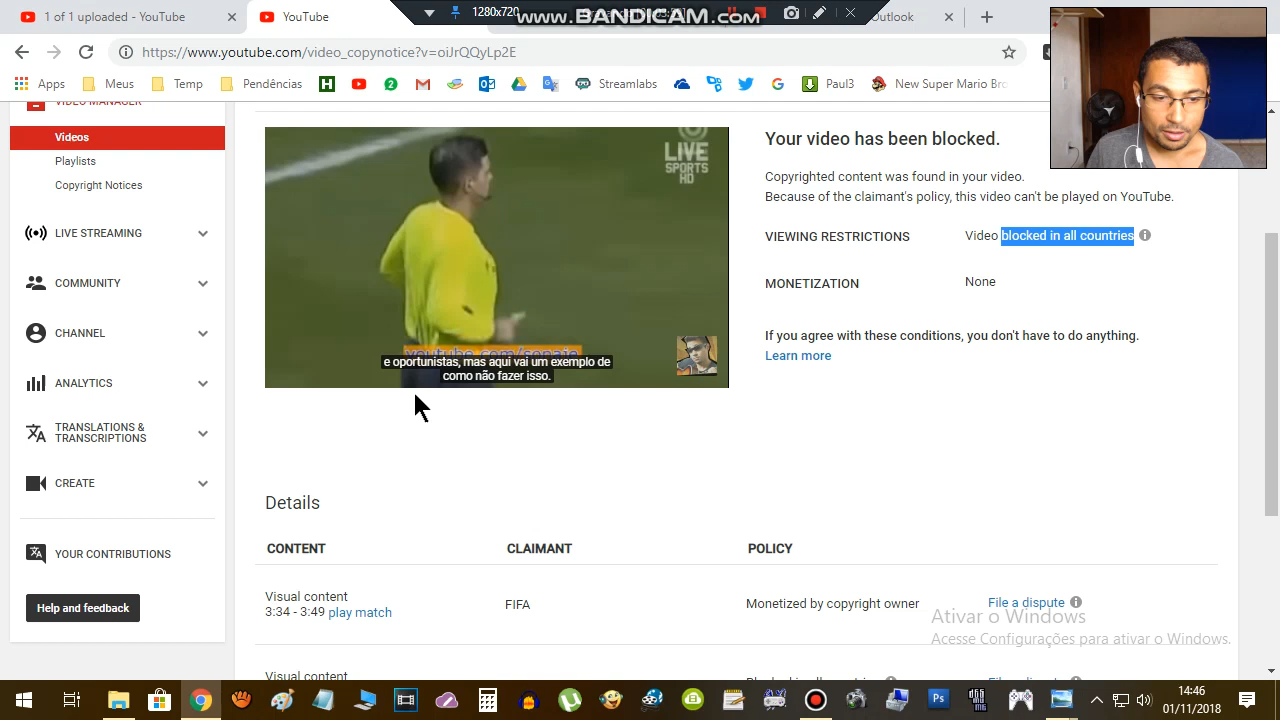 1 of 1 uploaded - YouTube
YouTube
1280x720
www.BANDICAM.com
Outlook
https://www.youtube.com/video_copynotice?v=oiJrQQyLp2E
Apps
Meus
Temp
Pendências
Streamlabs
Paul3
New Super Mario Bro
VIDEO MANAGER
Videos
Playlists
Copyright Notices
LIVE STREAMING
COMMUNITY
CHANNEL
ANALYTICS
TRANSLATIONS &
TRANSCRIPTIONS
CREATE
YOUR CONTRIBUTIONS
Help and feedback
LIVE
SPORTS
HD
e oportunistas, mas aqui vai um exemplo de
como não fazer isso.
Your video has been blocked.
Copyrighted content was found in your video.
Because of the claimant's policy, this video can't be played on YouTube.
VIEWING RESTRICTIONS
Video blocked in all countries
MONETIZATION
None
If you agree with these conditions, you don't have to do anything.
Learn more
Details
CONTENT
CLAIMANT
POLICY
Visual content
3:34 - 3:49 play match
FIFA
Monetized by copyright owner
File a dispute
Ativar o Windows
Acesse Configurações para ativar o Windows.
Visual content
14:46
01/11/2018